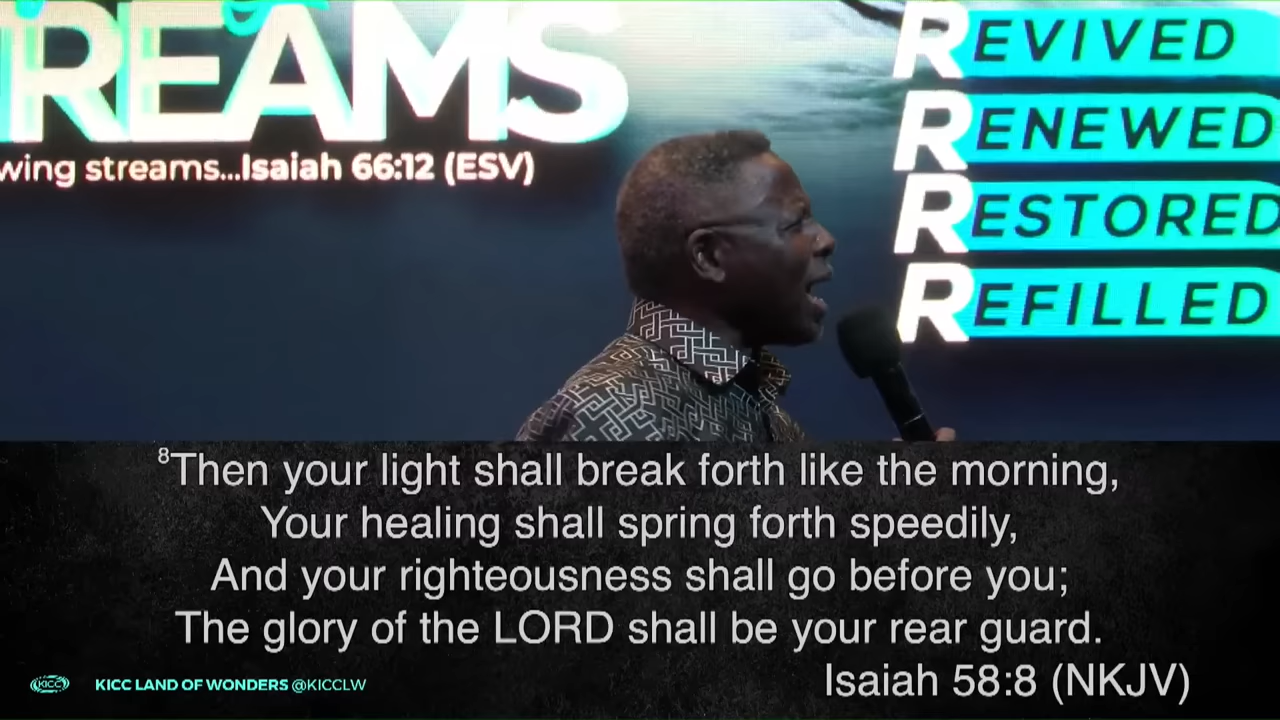 REAMS
wing streams...Isaiah 66:12 (ESV)
REVIVED
RENEWED
RESTORED
REFILLED
⁸Then your light shall break forth like the morning,
Your healing shall spring forth speedily,
And your righteousness shall go before you;
The glory of the LORD shall be your rear guard.
Isaiah 58:8 (NKJV)
KICC KICC LAND OF WONDERS @KICCLW